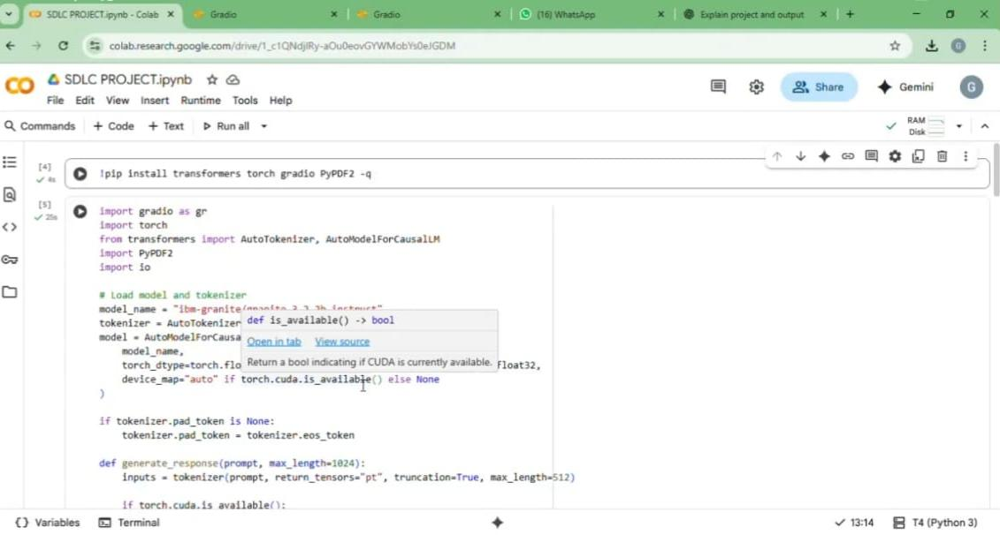 SDLC PROJECT.ipynb - Colab
Gradio
Gradio
(16) WhatsApp
Explain project and output
colab.research.google.com/drive/1_c1QNdjlRy-aOu0eovGYWMobYs0eJGDM
G
SDLC PROJECT.ipynb
Share
Gemini
G
File Edit View Insert Runtime Tools Help
Commands + Code + Text Run all
RAM
Disk
[4]
4s
!pip install transformers torch gradio PyPDF2 -q
[5]
25s
import gradio as gr
import torch
from transformers import AutoTokenizer, AutoModelForCausalLM
import PyPDF2
import io
# Load model and tokenizer
model_name = "ibm-granite/granite-3.2-2b-instruct"
tokenizer = AutoTokenizer
model = AutoModelForCausa
model_name,
torch_dtype=torch.flo
float32,
device_map="auto" if torch.cuda.is_available() else None
)
def is_available() -> bool
Open in tab View source
Return a bool indicating if CUDA is currently available.
if tokenizer.pad_token is None:
tokenizer.pad_token = tokenizer.eos_token
def generate_response(prompt, max_length=1024):
inputs = tokenizer(prompt, return_tensors="pt", truncation=True, max_length=512)
if torch.cuda.is_available():
{} Variables Terminal
13:14
T4 (Python 3)